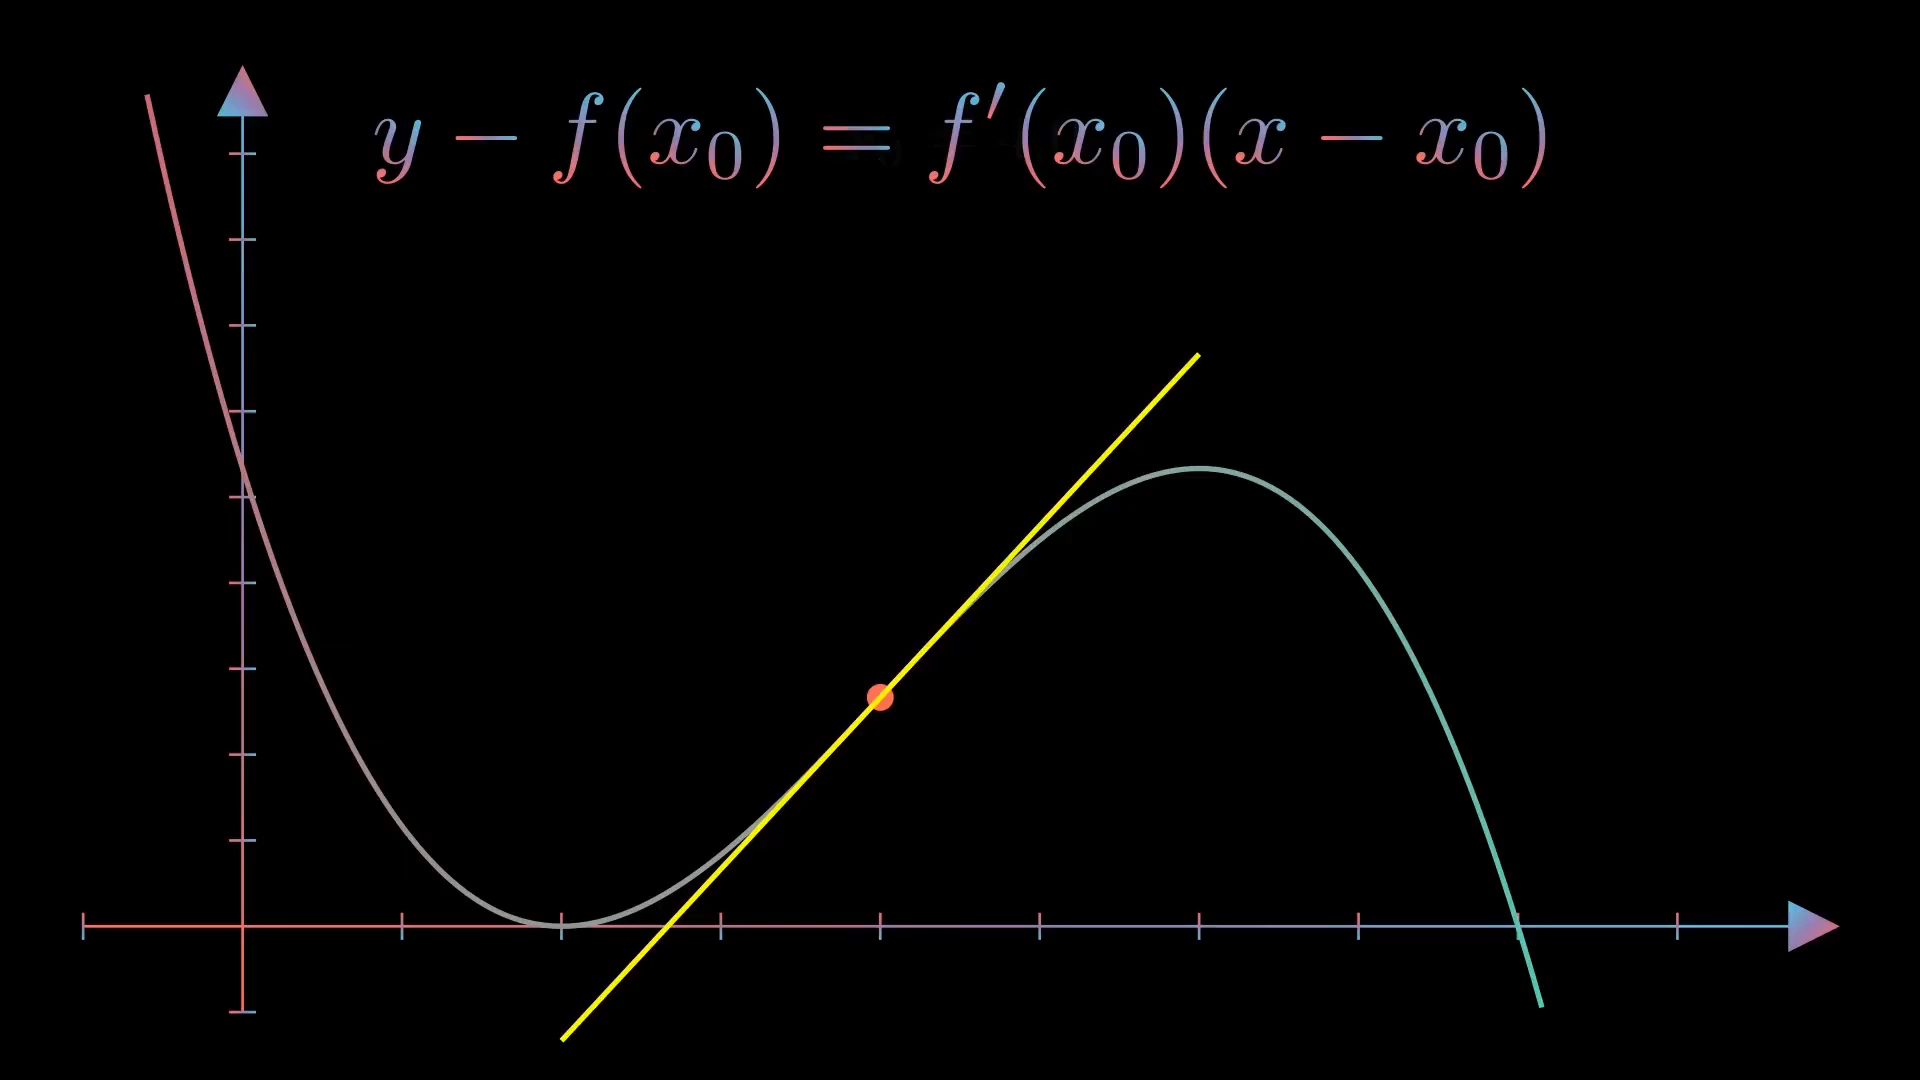 y − f(x₀) = f′(x₀)(x − x₀)